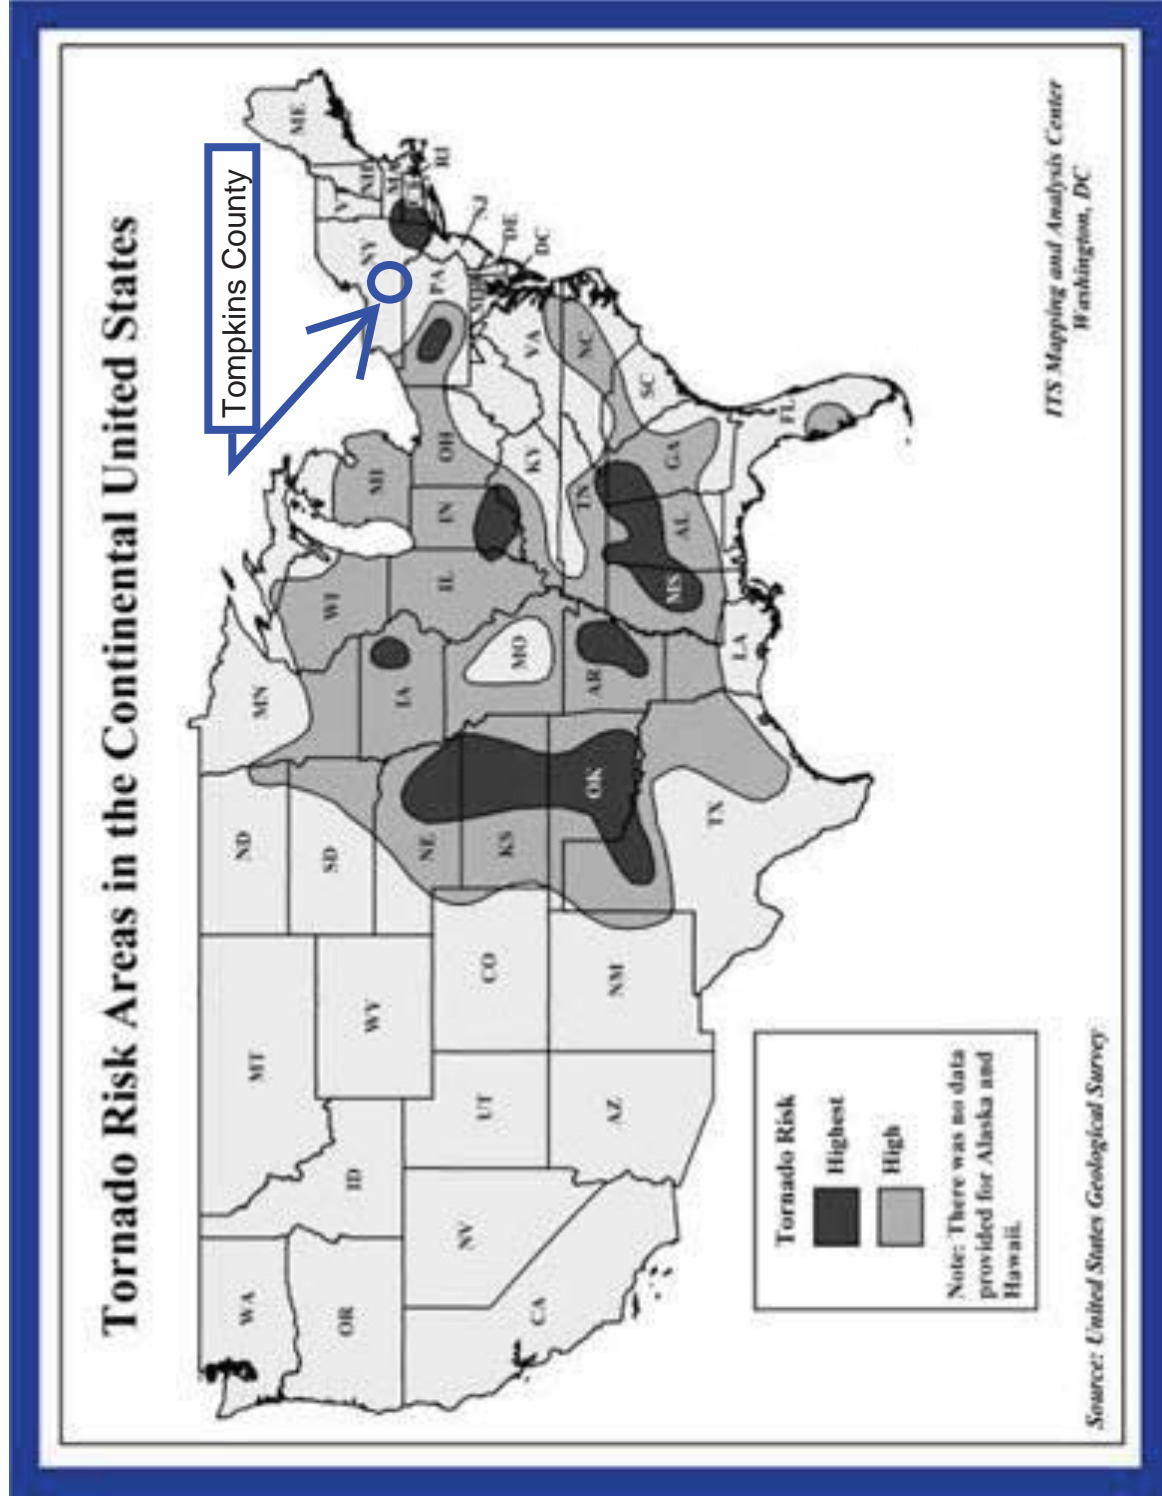 Tornado Risk Areas in the Continental United States
Tompkins County
WA
OR
CA
ID
NV
MT
WY
UT
AZ
CO
NM
ND
SD
NE
KS
OK
TX
MN
IA
MO
AR
LA
WI
IL
MI
IN
OH
KY
TN
MS
AL
GA
FL
SC
NC
VA
PA
NY
NH
MA
ME
RI
NJ
DE
DC
Tornado Risk
Highest
High
Note: There was no data
provided for Alaska and
Hawaii.
Source: United States Geological Survey
ITS Mapping and Analysis Center
Washington, DC